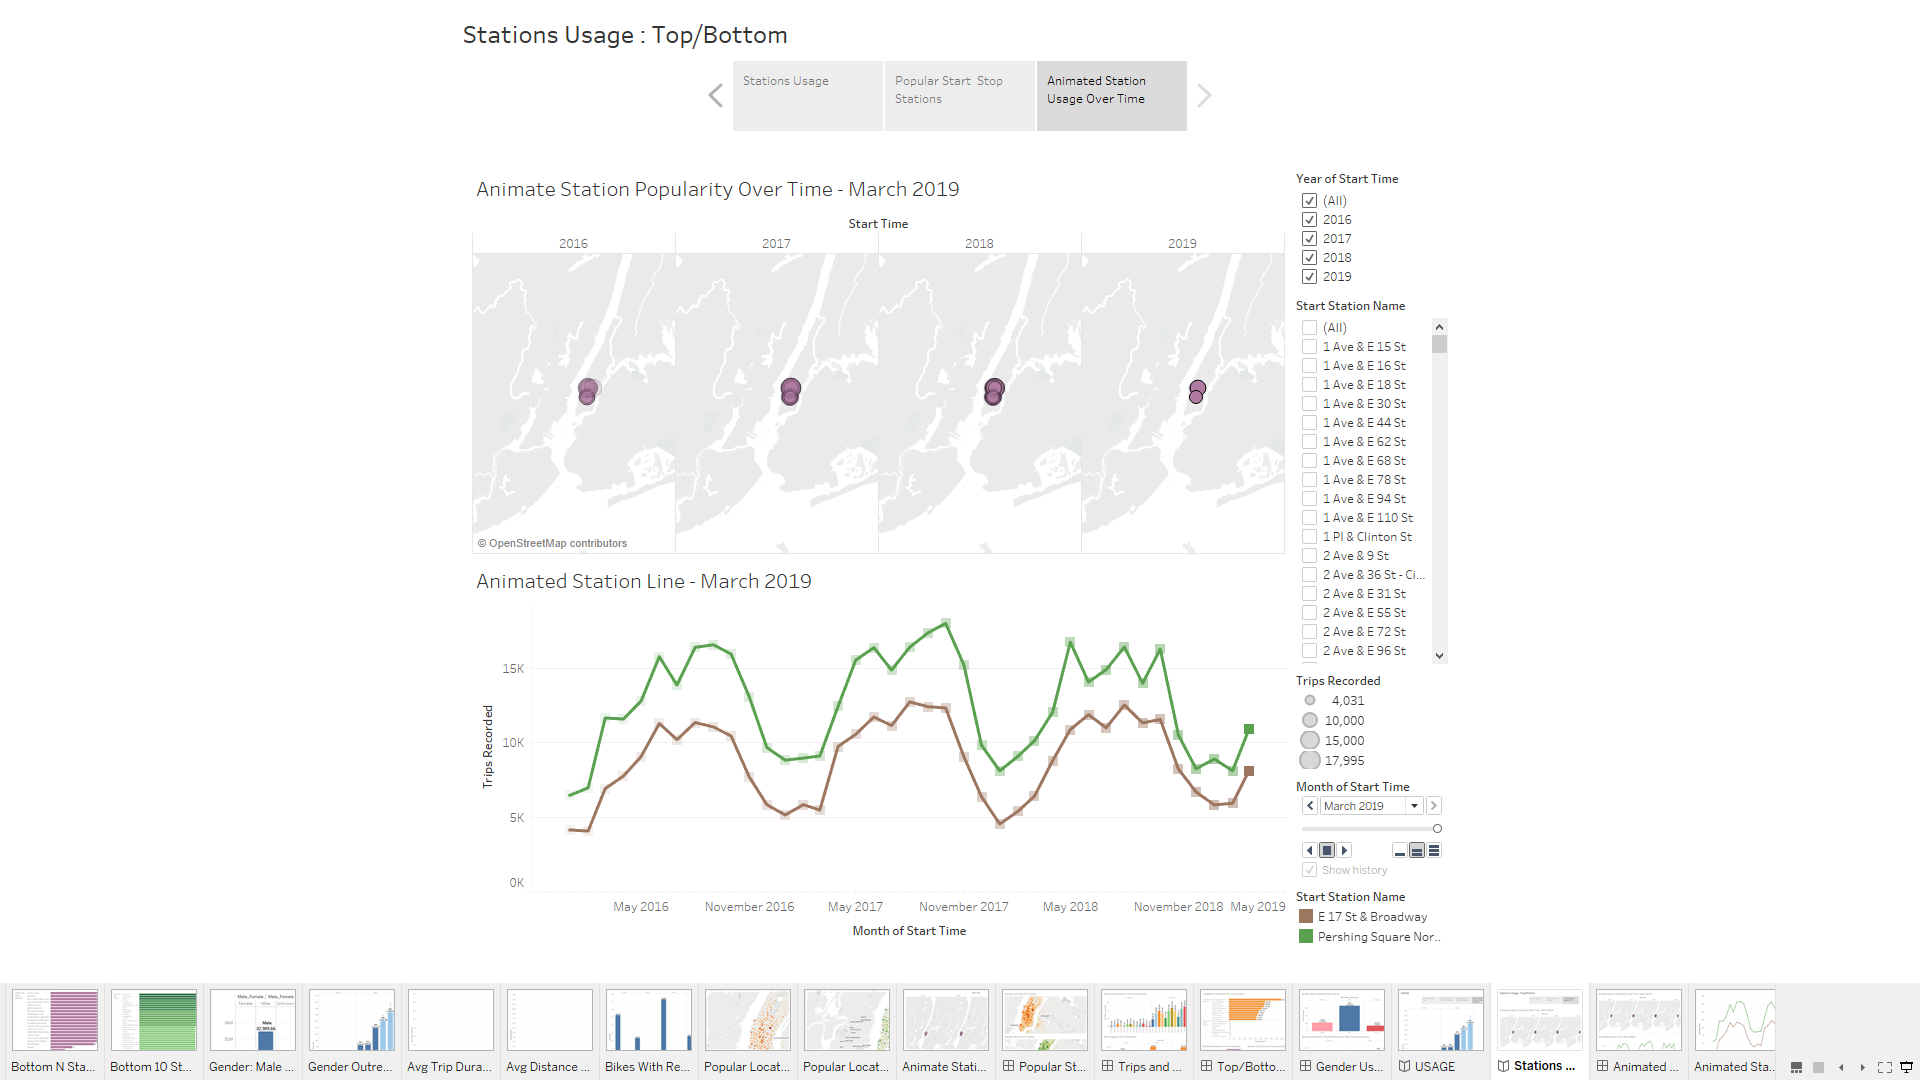 Stations Usage : Top/Bottom
Stations Usage
Popular Start  Stop
Stations
Animated Station
Usage Over Time
Animate Station Popularity Over Time - March 2019
Start Time
2016
2017
2018
2019
© OpenStreetMap contributors
Animated Station Line - March 2019
Trips Recorded
15K
10K
5K
0K
May 2016
November 2016
May 2017
November 2017
May 2018
November 2018
May 2019
Month of Start Time
Year of Start Time
(All)
2016
2017
2018
2019
Start Station Name
(All)
1 Ave & E 15 St
1 Ave & E 16 St
1 Ave & E 18 St
1 Ave & E 30 St
1 Ave & E 44 St
1 Ave & E 62 St
1 Ave & E 68 St
1 Ave & E 78 St
1 Ave & E 94 St
1 Ave & E 110 St
1 Pl & Clinton St
2 Ave & 9 St
2 Ave & 36 St - Ci...
2 Ave & E 31 St
2 Ave & E 55 St
2 Ave & E 72 St
2 Ave & E 96 St
Trips Recorded
4,031
10,000
15,000
17,995
Month of Start Time
March 2019
Show history
Start Station Name
E 17 St & Broadway
Pershing Square Nor..
Bottom N Sta...
Bottom 10 St...
Gender: Male ...
Gender Outre...
Avg Trip Dura...
Avg Distance ...
Bikes With Re...
Popular Locat...
Popular Locat...
Animate Stati...
Popular St...
Trips and ...
Top/Botto...
Gender Us...
USAGE
Stations ...
Animated ...
Animated Sta...